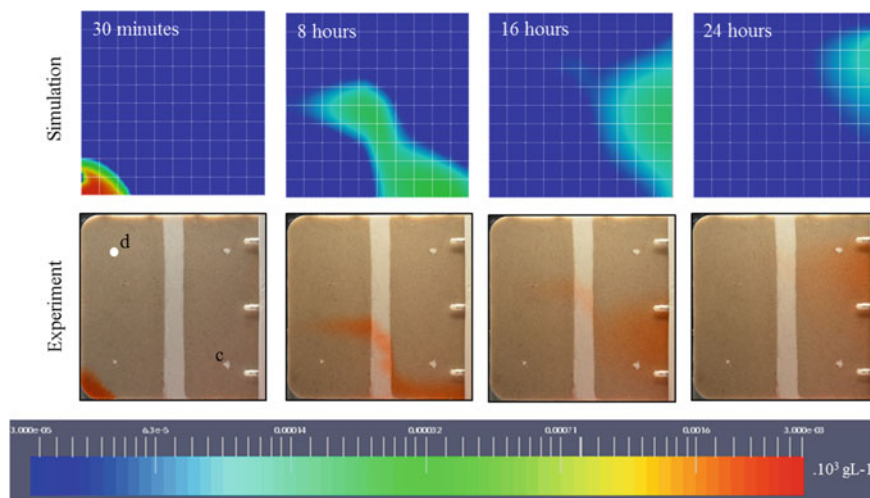 30 minutes
8 hours
16 hours
24 hours
Simulation
d
c
Experiment
3.000e-05
6.3e-5
0.00014
0.00032
0.00071
0.0016
3.000e-03
.10³ gL-1